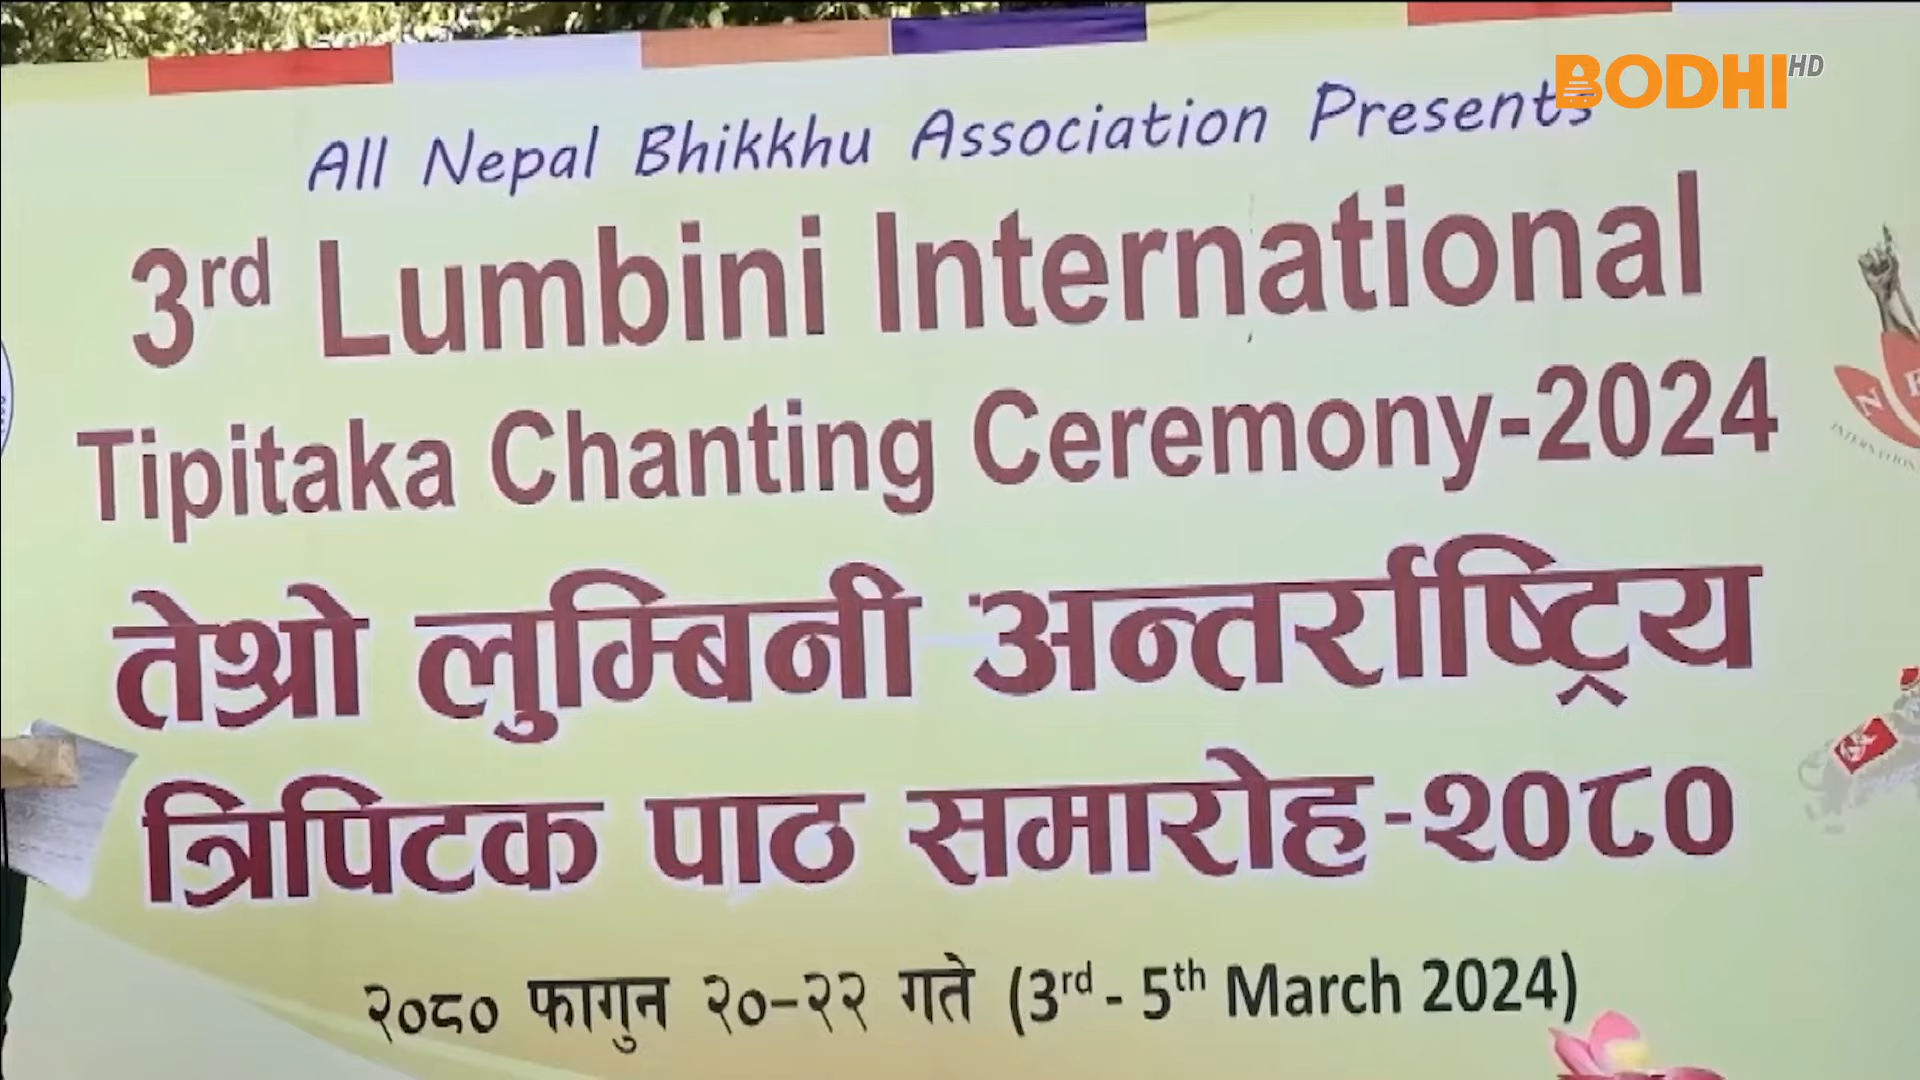 BODHI HD
All Nepal Bhikkhu Association Presents
3rd Lumbini International
Tipitaka Chanting Ceremony-2024
तेश्रो लुम्बिनी अन्तर्राष्ट्रिय
त्रिपिटक पाठ समारोह-२०८०
२०८० फागुन २०-२२ गते (3rd - 5th March 2024)